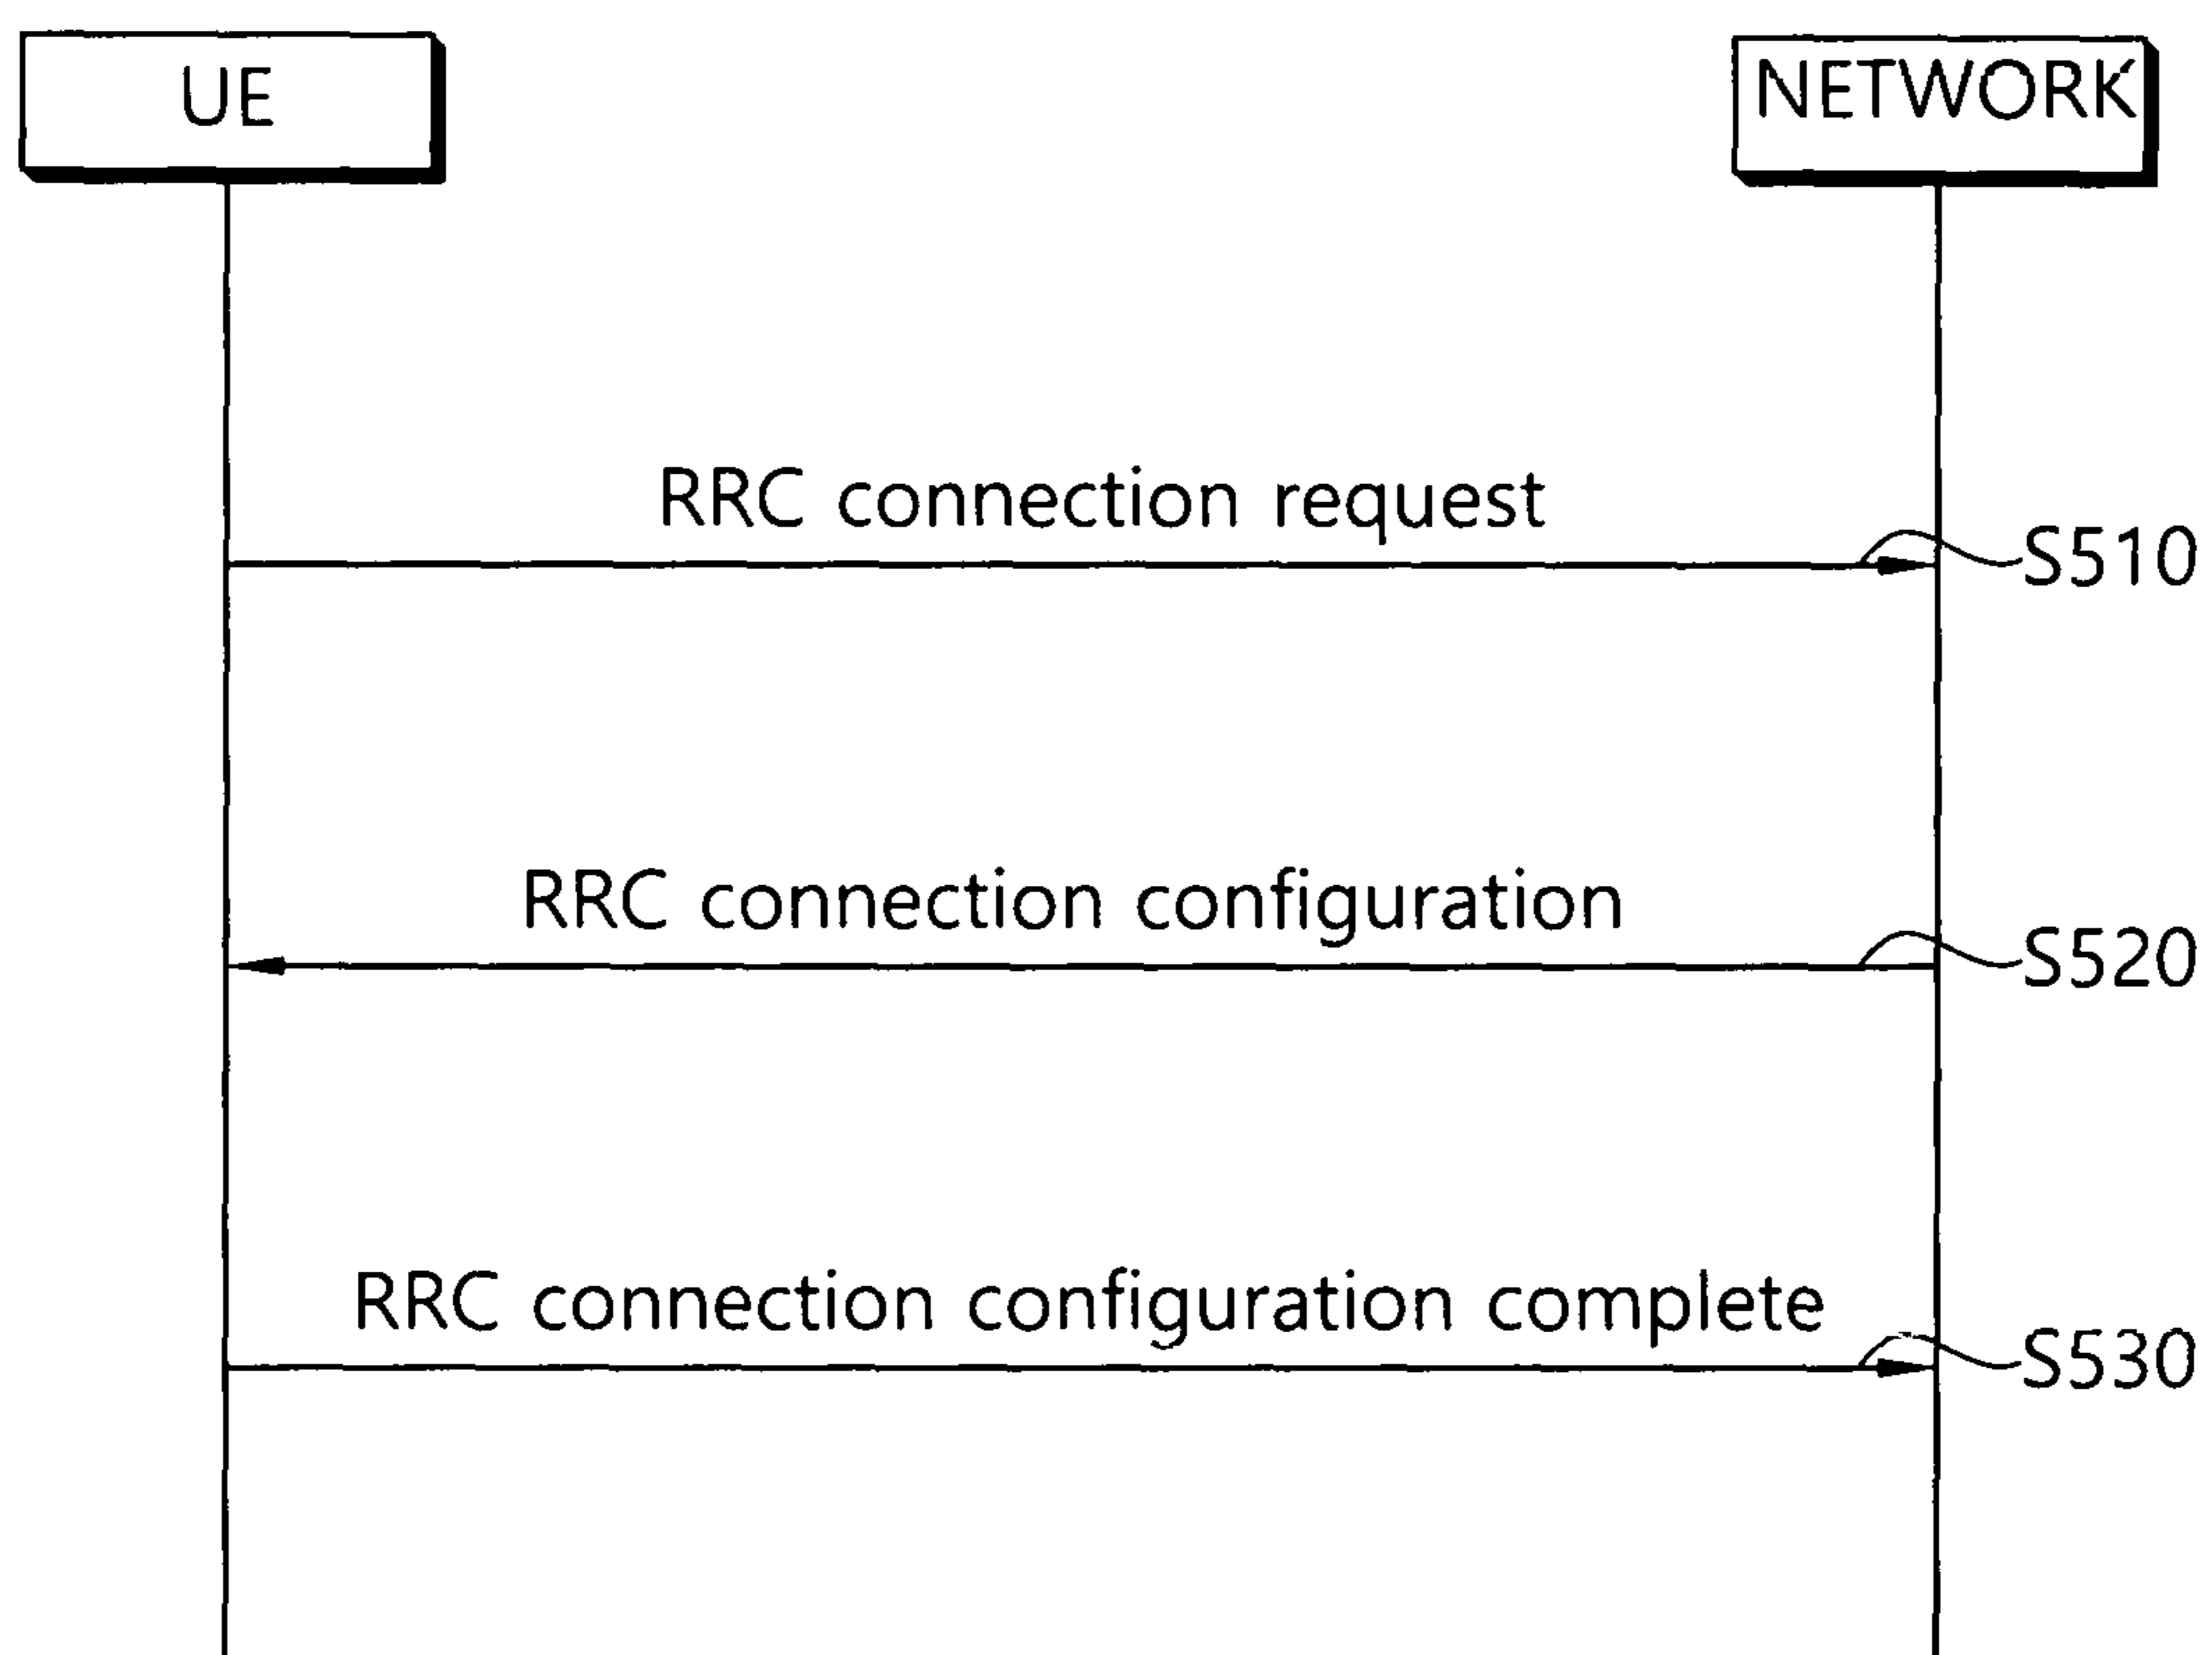 UE
NETWORK
RRC connection request
S510
RRC connection configuration
S520
RRC connection configuration complete
S530